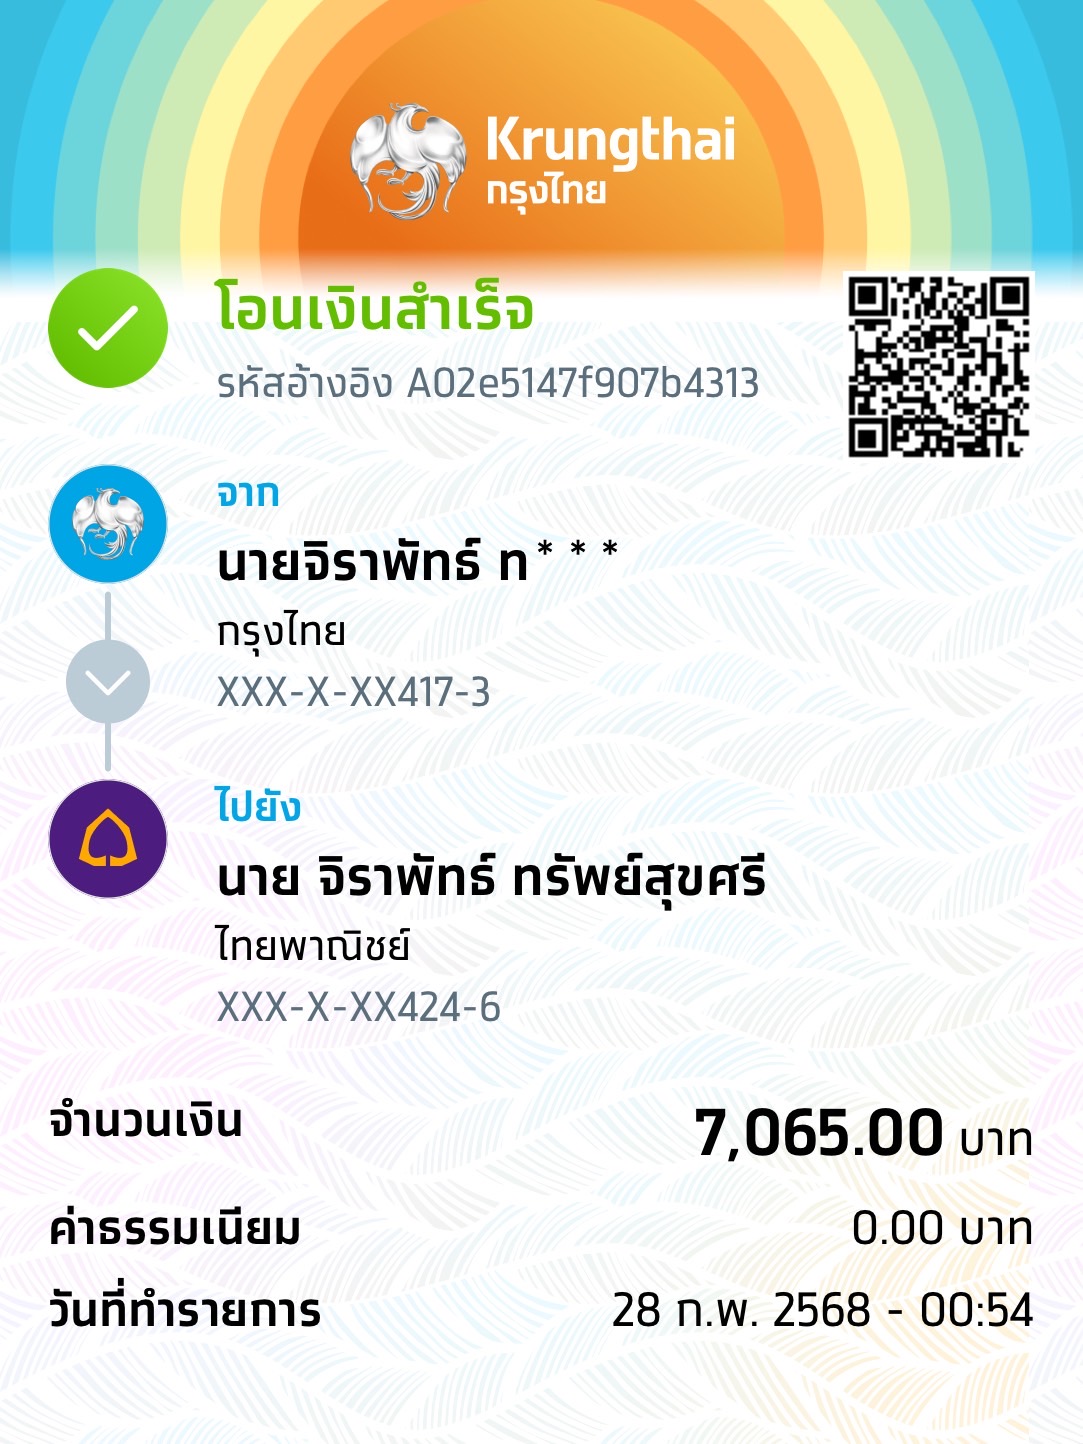 Krungthai
กรุงไทย
โอนเงินสำเร็จ
รหัสอ้างอิง A02e5147f907b4313
จาก
นายจิราพัทธ์ ท***
กรุงไทย
XXX-X-XX417-3
ไปยัง
นาย จิราพัทธ์ ทรัพย์สุขศรี
ไทยพาณิชย์
XXX-X-XX424-6
จำนวนเงิน 7,065.00 บาท
ค่าธรรมเนียม 0.00 บาท
วันที่ทำรายการ 28 ก.พ. 2568 - 00:54